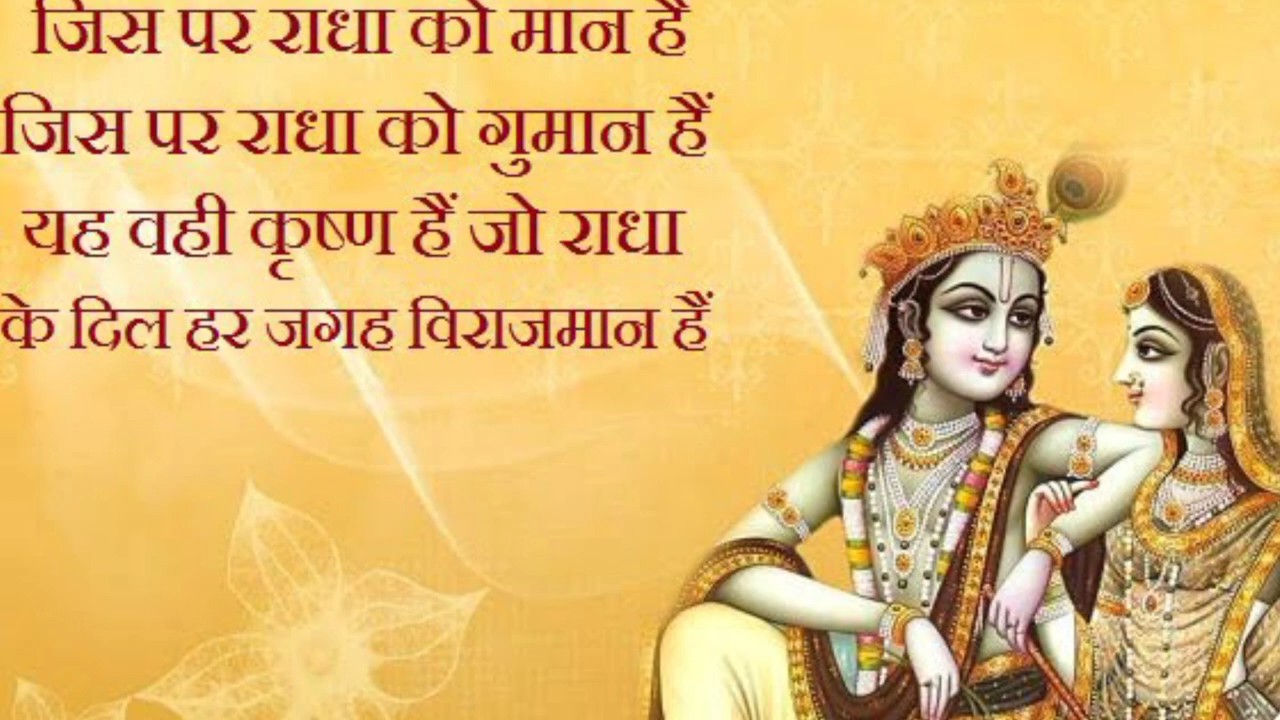 जिस पर राधा को मान हैं
जिस पर राधा को गुमान हैं
यह वही कृष्ण हैं जो राधा
के दिल हर जगह विराजमान हैं